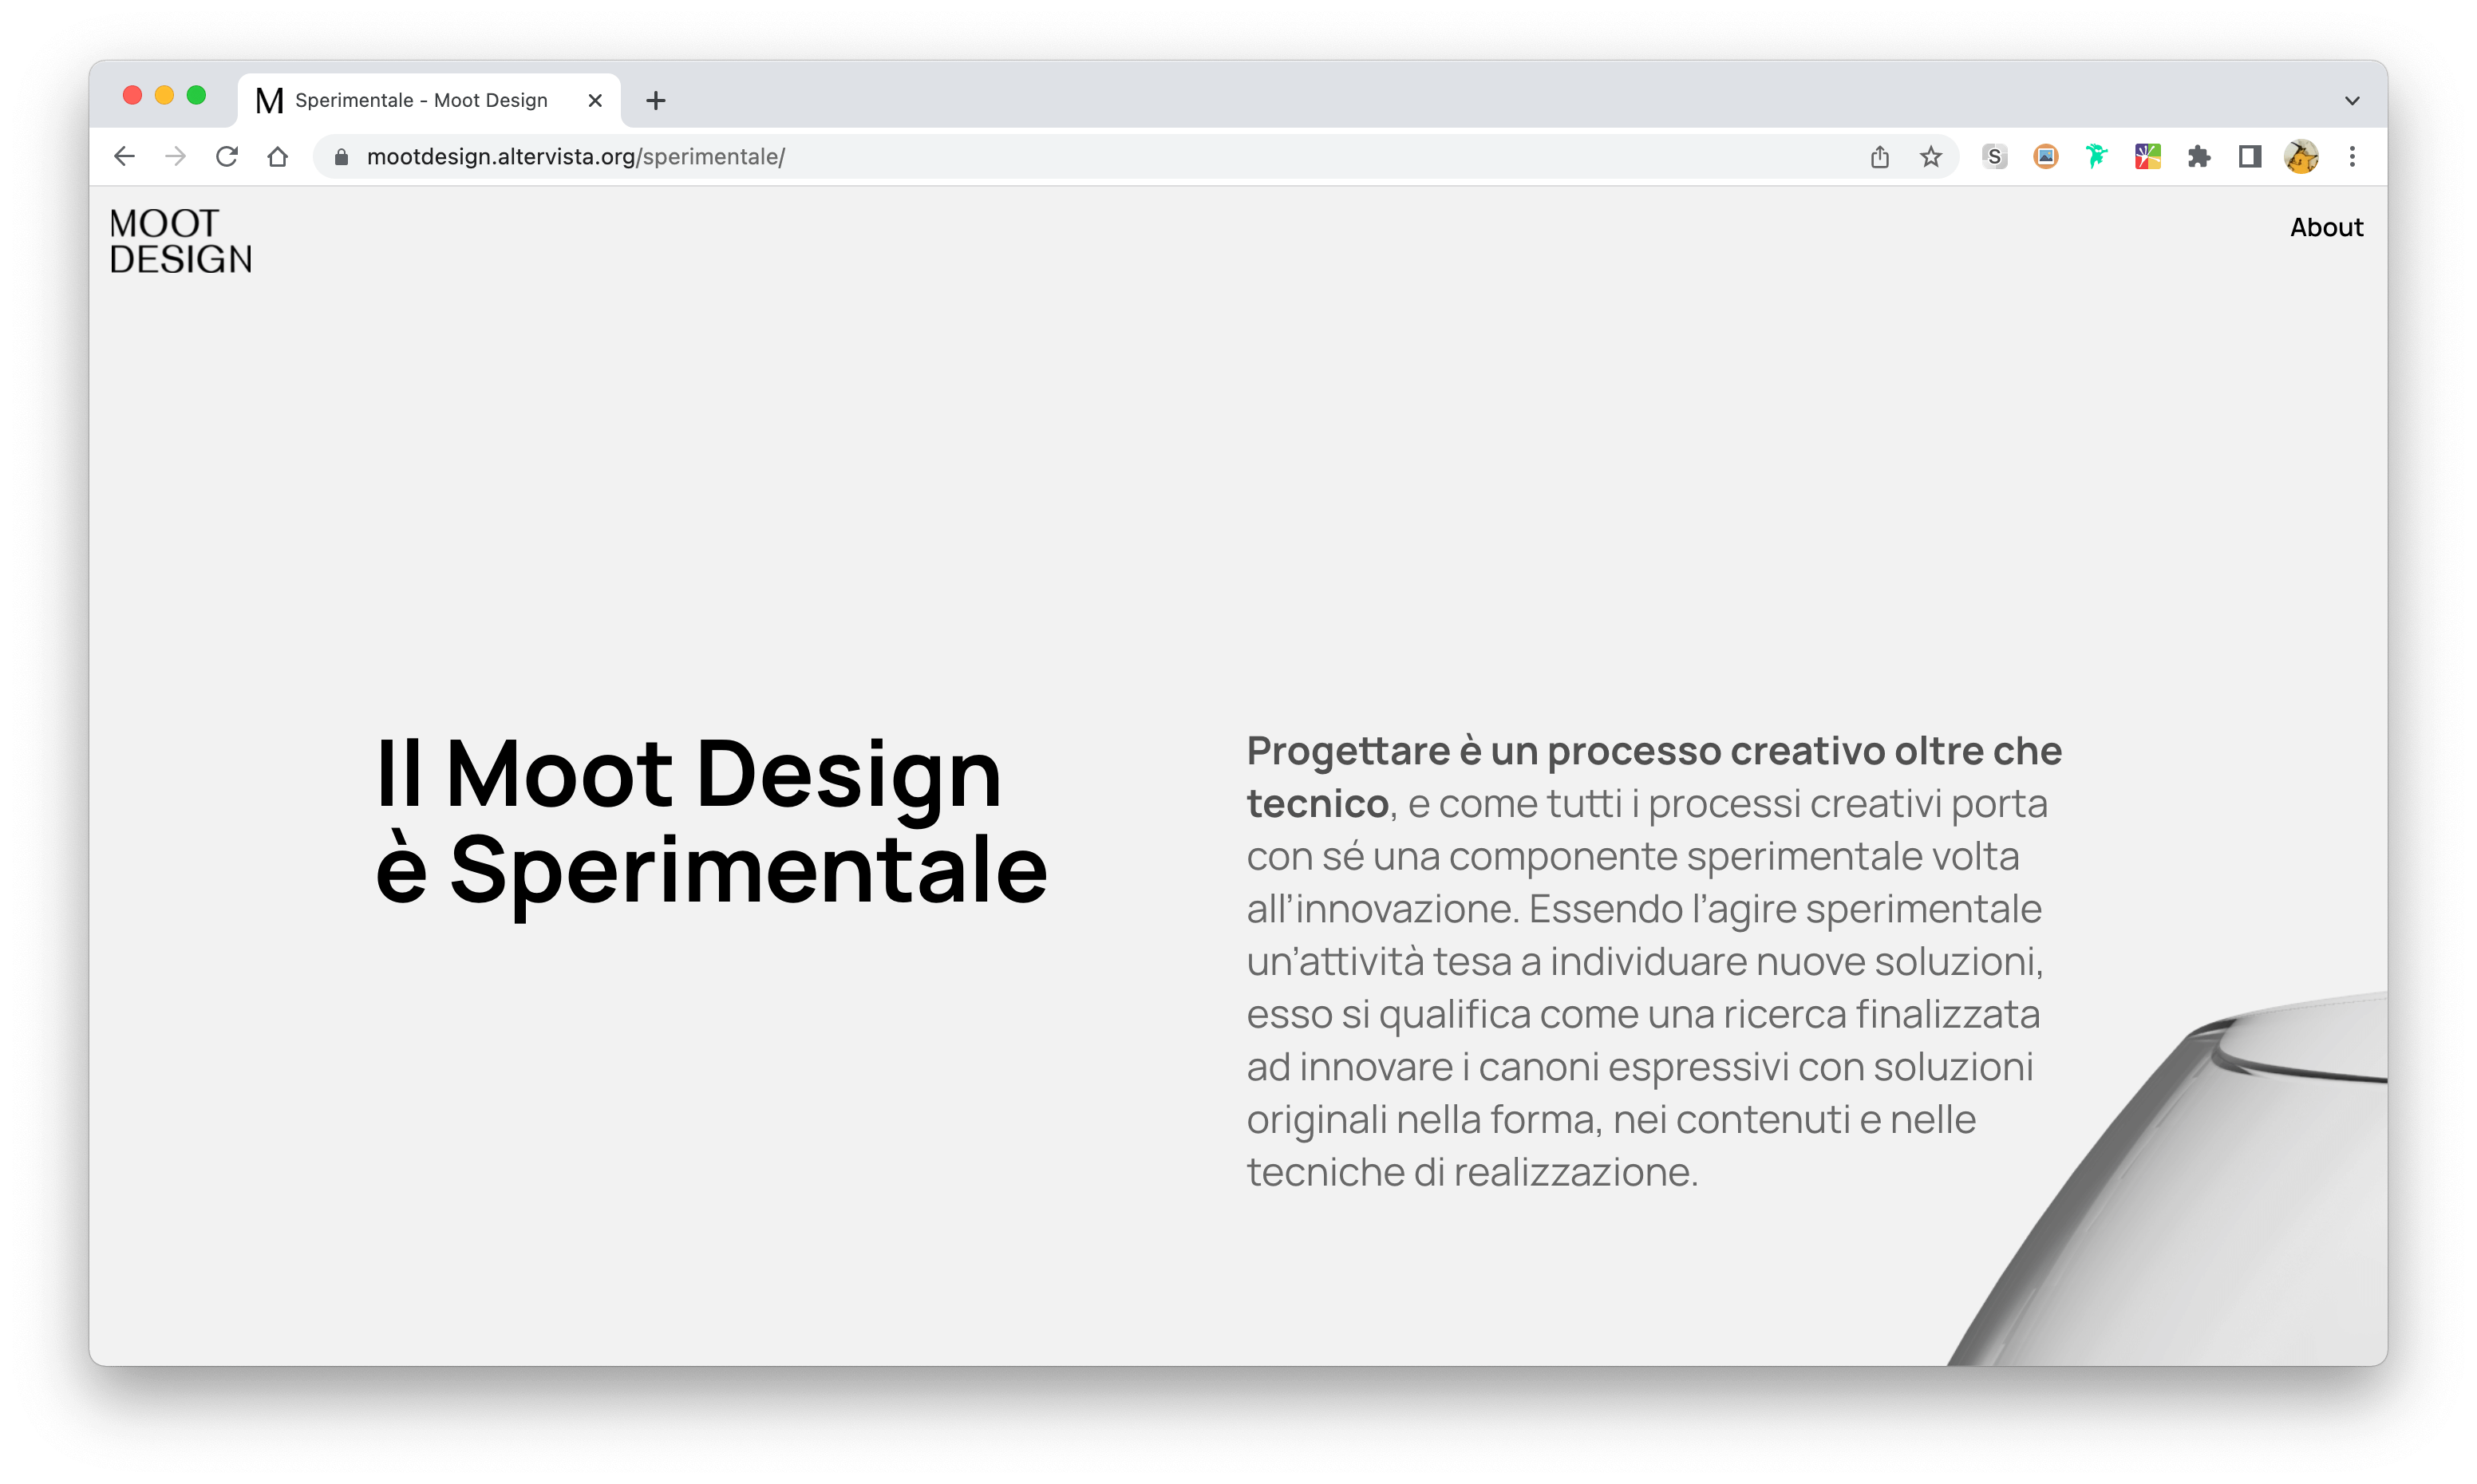 M Sperimentale - Moot Design
mootdesign.altervista.org/sperimentale/
S
MOOT
DESIGN
About
Il Moot Design
è Sperimentale
Progettare è un processo creativo oltre che
tecnico, e come tutti i processi creativi porta
con sé una componente sperimentale volta
all’innovazione. Essendo l’agire sperimentale
un’attività tesa a individuare nuove soluzioni,
esso si qualifica come una ricerca finalizzata
ad innovare i canoni espressivi con soluzioni
originali nella forma, nei contenuti e nelle
tecniche di realizzazione.